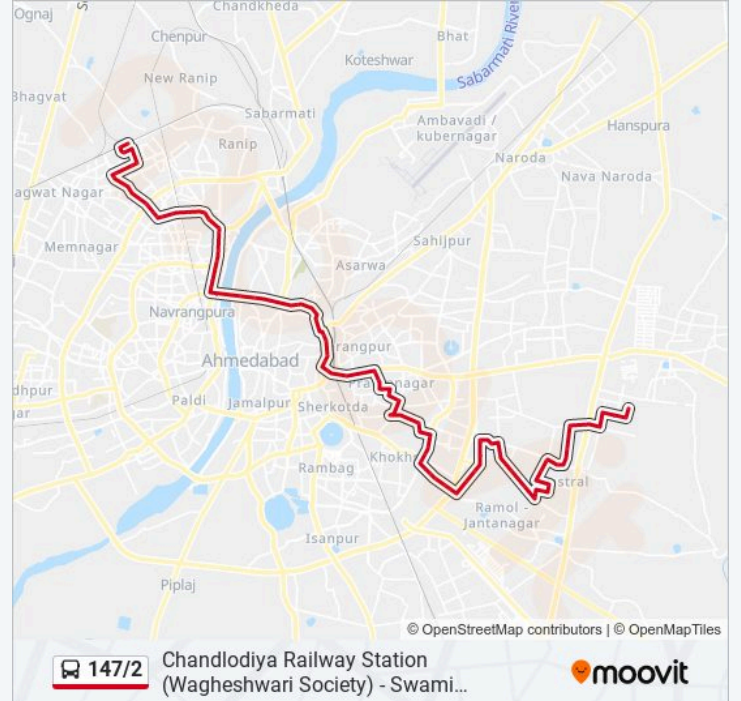 Ognaj
Chandkheda
Chenpur
Bhat
Koteshwar
New Ranip
Sabarmati River
Bhagvat
Sabarmati
Ambavadi /
kubernagar
Hanspura
Ranip
Naroda
Nava Naroda
agwat Nagar
Memnagar
Sahljpur
Asarwa
Navrangpura
rangpur
Ahmedabad
dhpur
Paldi
Jamalpur
Sherkotda
gar
Khokh
Rambag
stral
Ramol -
Jantanagar
Isanpur
Piplaj
© OpenStreetMap contributors | © OpenMapTiles
147/2
Chandlodiya Railway Station
(Wagheshwari Society) - Swami...
moovit